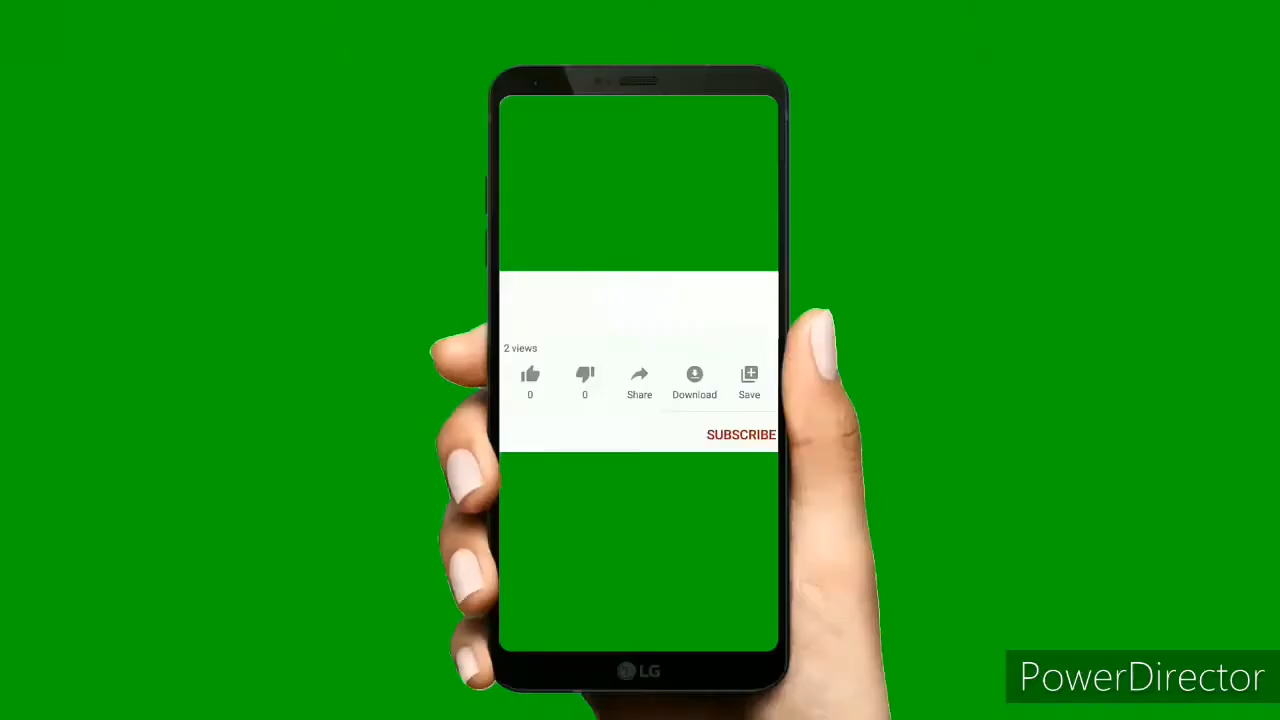 2 views
0 0 Share Download Save
SUBSCRIBE
LG
PowerDirector